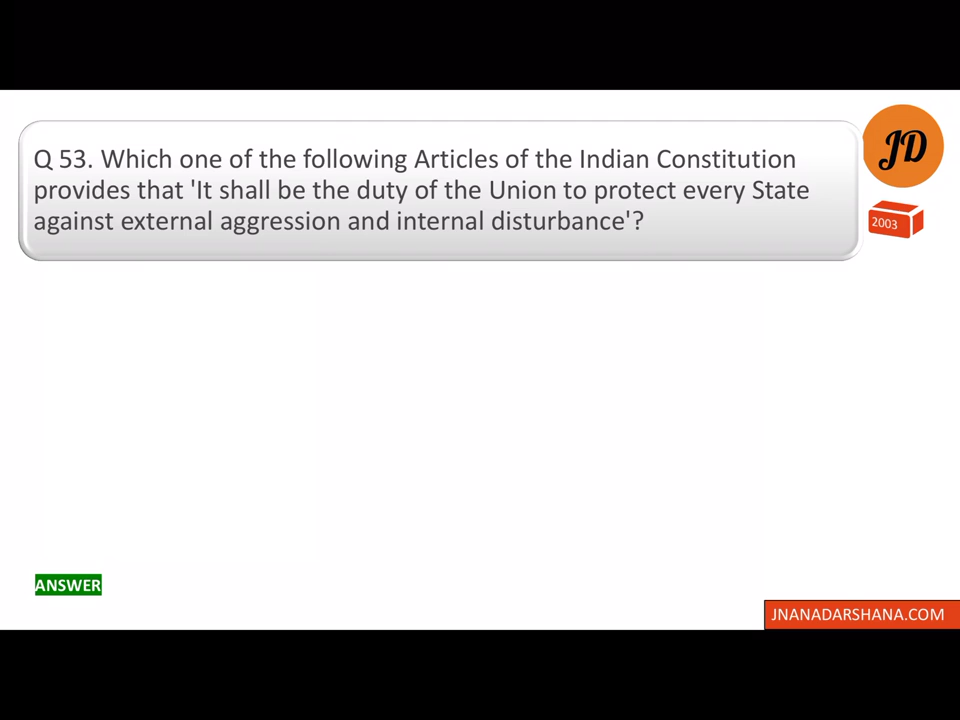 Q 53. Which one of the following Articles of the Indian Constitution
provides that 'It shall be the duty of the Union to protect every State
against external aggression and internal disturbance'?
JD
2003
ANSWER
JNANADARSHANA.COM